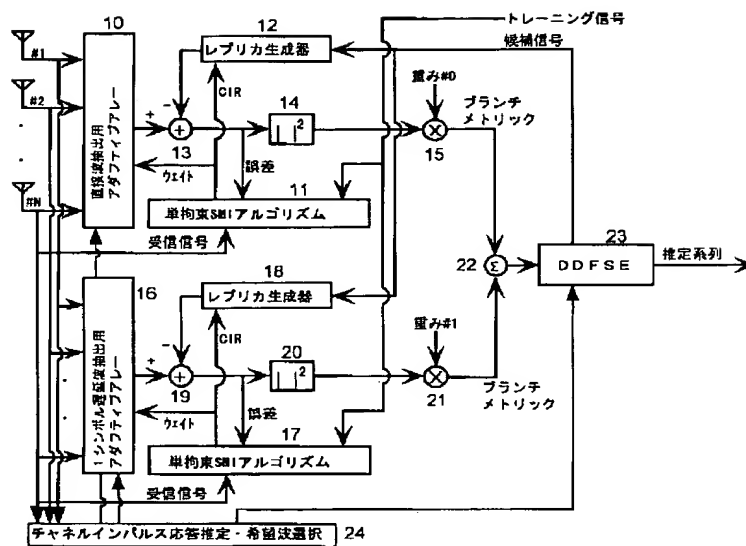 トレーニング信号
10
12
レプリカ生成器
候補信号
#1
#2
#N
直接波抽出用
アダプティブアレー
CIR
14
| |²
重み#0
ブランチ
メトリック
+
−
+
13
15
ウェイト
誤差
11
単拘束SMIアルゴリズム
受信信号
16
18
レプリカ生成器
22
Σ
23
DDFSE
推定系列
1シンボル遅延波抽出用
アダプティブアレー
CIR
20
| |²
重み#1
+
−
+
19
21
ブランチ
メトリック
ウェイト
誤差
17
単拘束SMIアルゴリズム
受信信号
チャネルインパルス応答推定・希望波選択
24